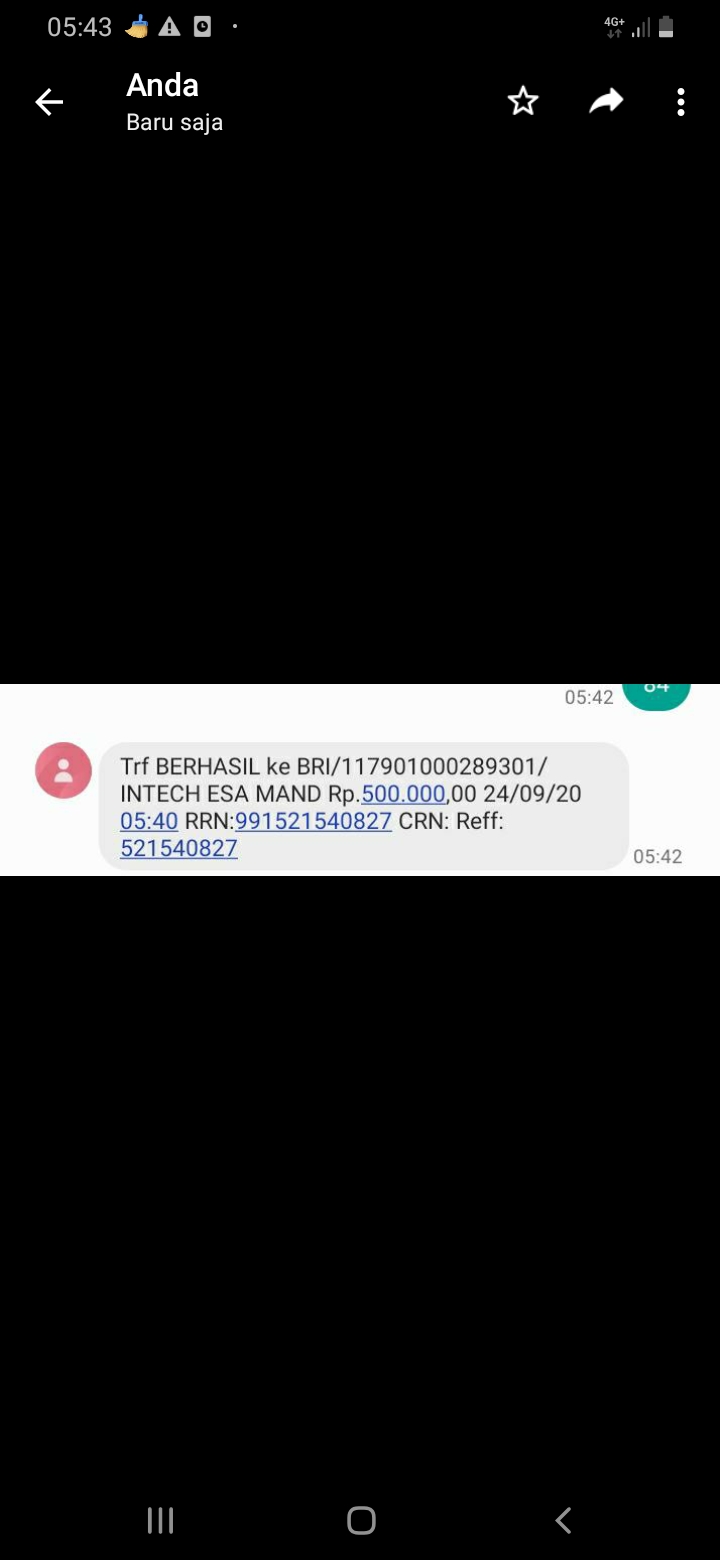 05:43
4G+
Anda
Baru saja
05:42
Trf BERHASIL ke BRI/117901000289301/
INTECH ESA MAND Rp.500.000,00 24/09/20
05:40 RRN:991521540827 CRN: Reff:
521540827
05:42